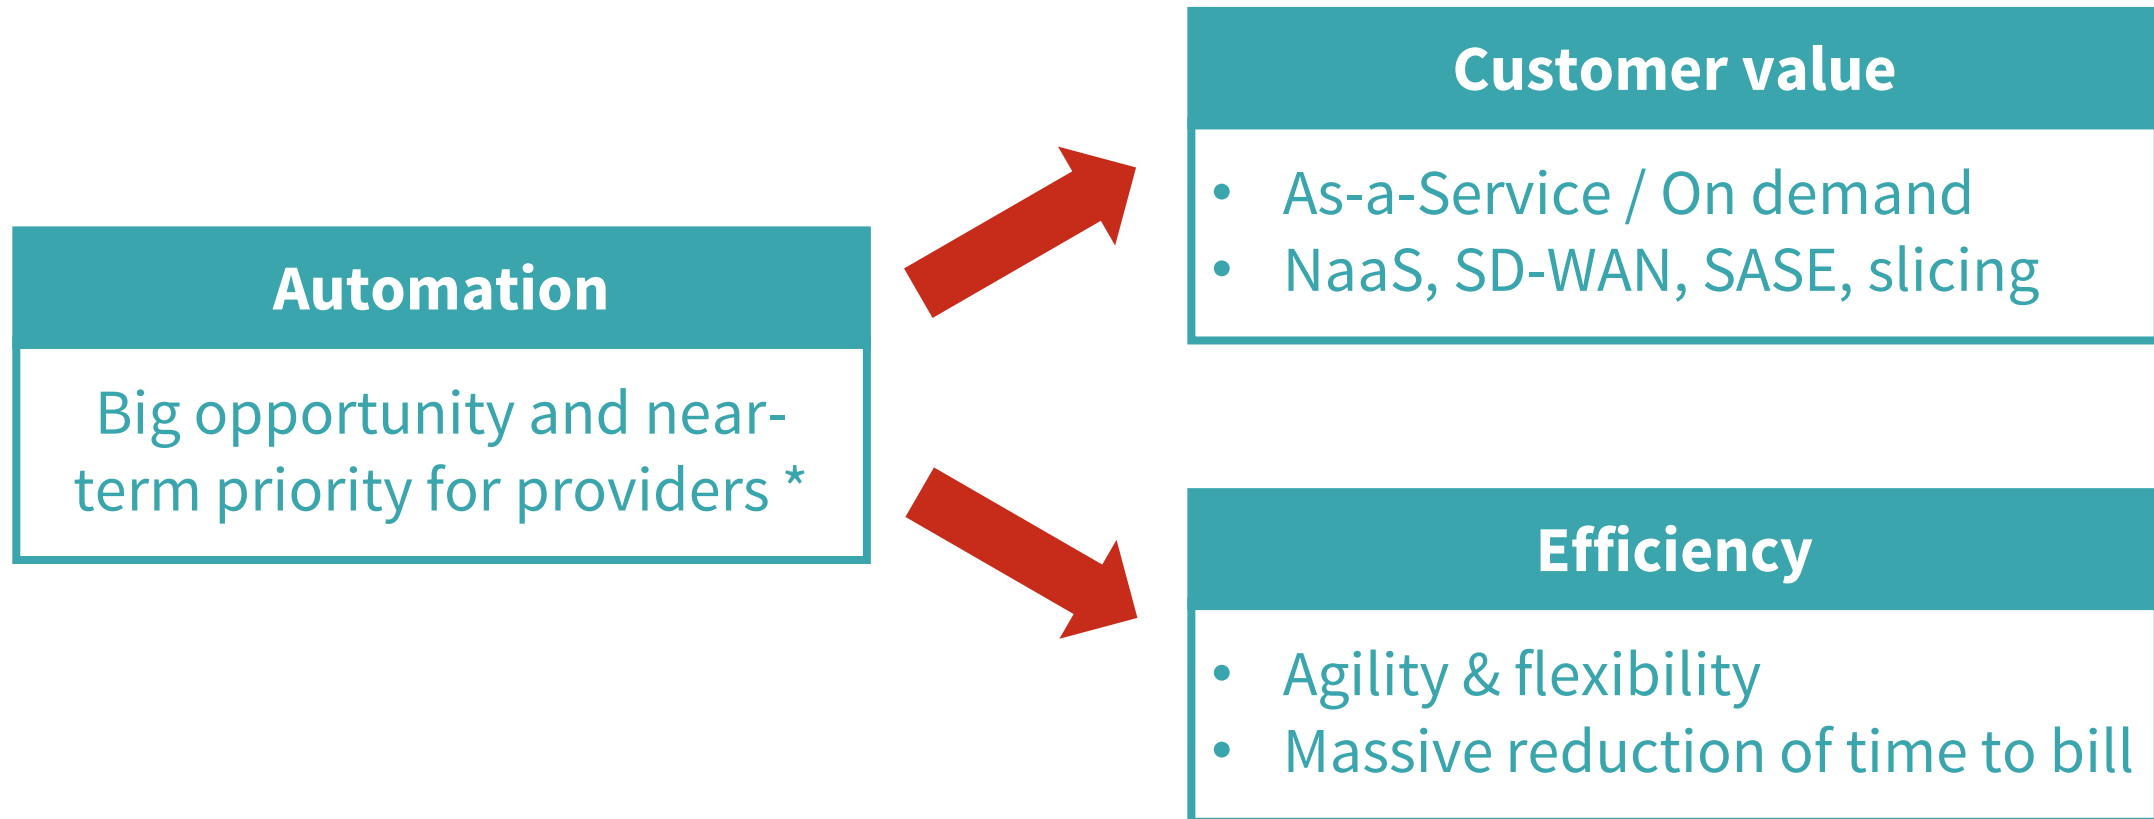 Automation
Big opportunity and near-
term priority for providers *
Customer value
• As-a-Service / On demand
• NaaS, SD-WAN, SASE, slicing
Efficiency
• Agility & flexibility
• Massive reduction of time to bill